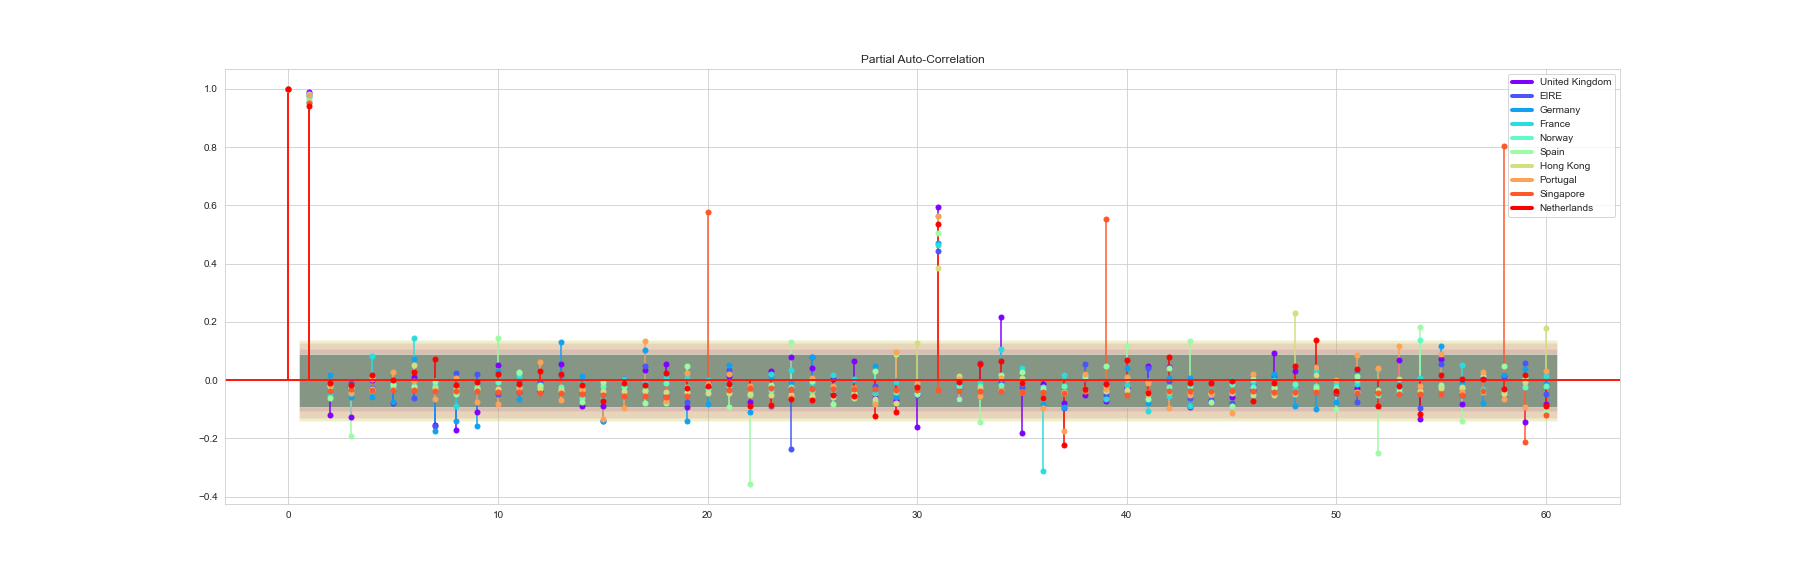 Partial Auto-Correlation
1.0
0.8
0.6
0.4
0.2
0.0
−0.2
−0.4
0 10 20 30 40 50 60
United Kingdom
EIRE
Germany
France
Norway
Spain
Hong Kong
Portugal
Singapore
Netherlands